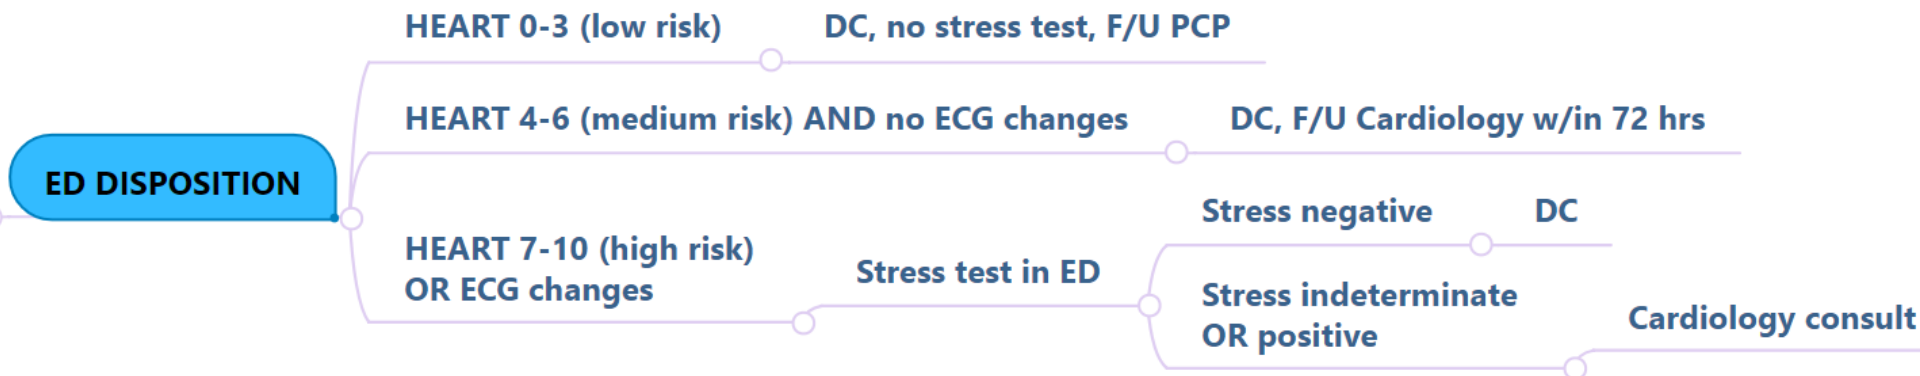 HEART 0-3 (low risk)
DC, no stress test, F/U PCP
HEART 4-6 (medium risk) AND no ECG changes
DC, F/U Cardiology w/in 72 hrs
ED DISPOSITION
Stress negative
DC
HEART 7-10 (high risk)
OR ECG changes
Stress test in ED
Stress indeterminate
OR positive
Cardiology consult